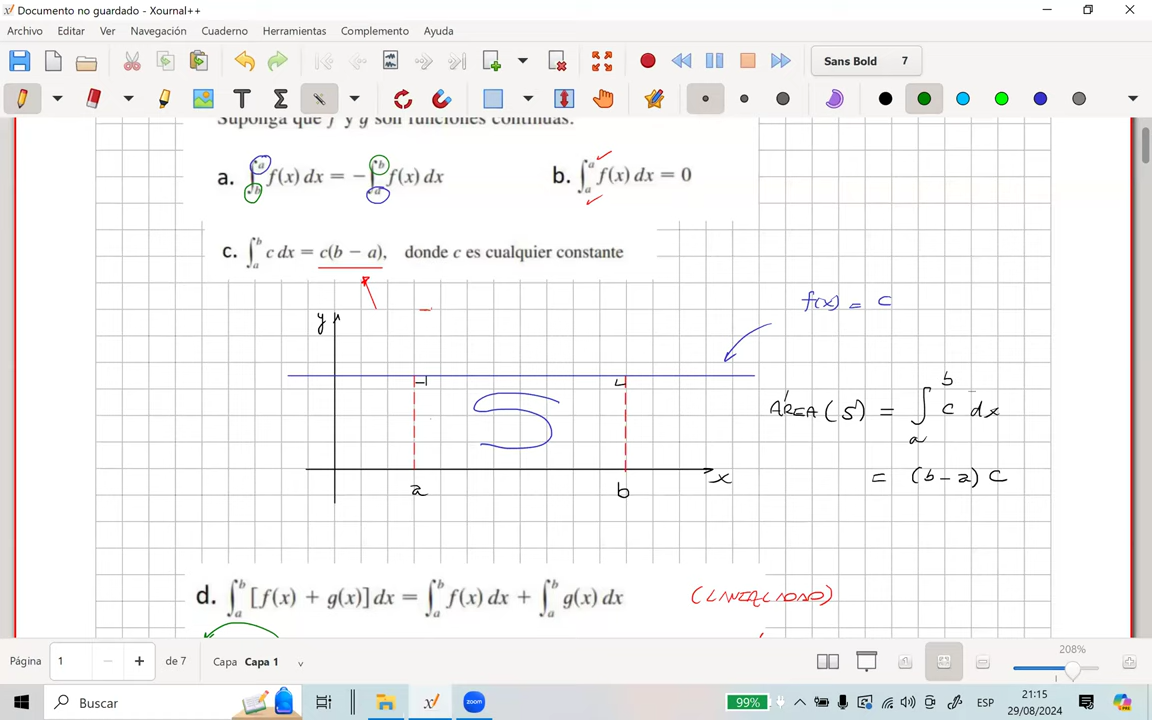 Documento no guardado - Xournal++
Archivo Editar Ver Navegación Cuaderno Herramientas Complemento Ayuda
Sans Bold 7
Suponga que f y g son funciones continuas.
a. ∫_b^a f(x) dx = −∫_a^b f(x) dx
b. ∫_a^a f(x) dx = 0
c. ∫_a^b c dx = c(b − a), donde c es cualquier constante
f(x) = c
y
S
a
b
x
ÁREA(S) = ∫_a^b c dx
= (b-a) c
d. ∫_a^b [f(x) + g(x)] dx = ∫_a^b f(x) dx + ∫_a^b g(x) dx
(LINEALIDAD)
Página 1 de 7 Capa Capa 1
208%
Buscar
99%
ESP
21:15
29/08/2024